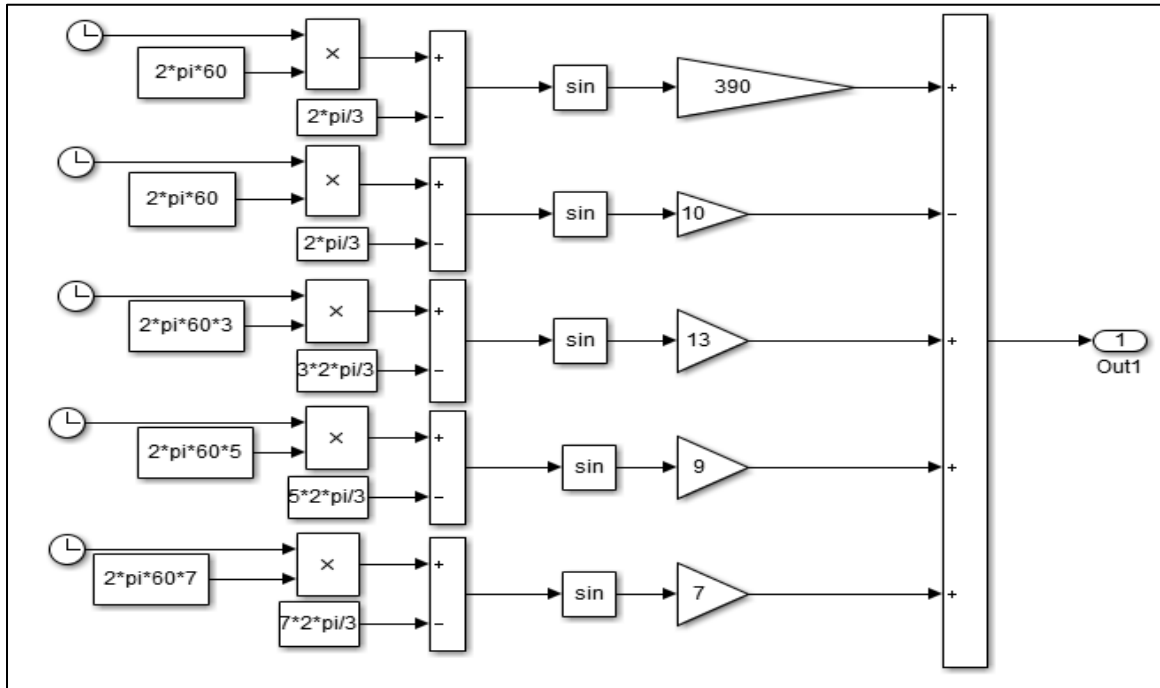 2*pi*60
×
+
2*pi/3
−
sin
390
+
2*pi*60
×
+
2*pi/3
−
sin
10
−
2*pi*60*3
×
+
3*2*pi/3
−
sin
13
+
1
Out1
2*pi*60*5
×
+
5*2*pi/3
−
sin
9
+
2*pi*60*7
×
+
7*2*pi/3
−
sin
7
+